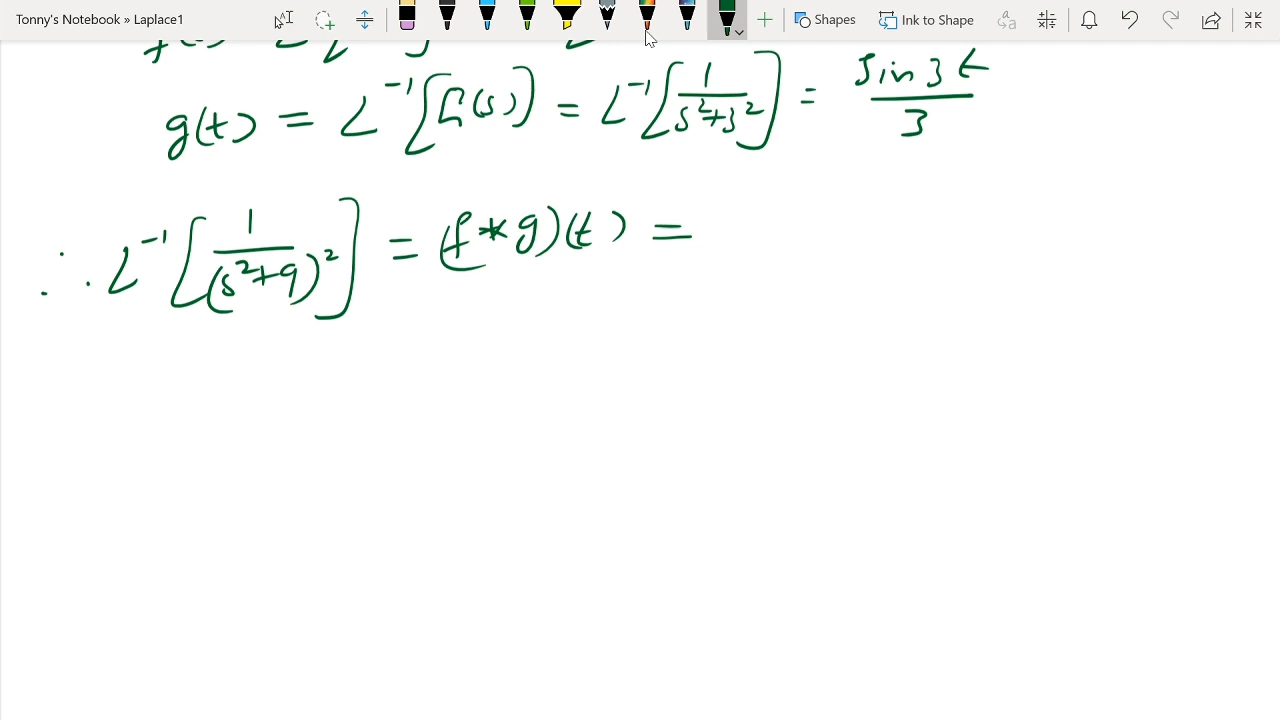 Tonny's Notebook » Laplace1
Shapes
Ink to Shape
g(t) = L⁻¹[G(s)] = L⁻¹[1/(s²+3²)] = sin3t/3
∴ L⁻¹[1/(s²+9)²] = (f*g)(t) =